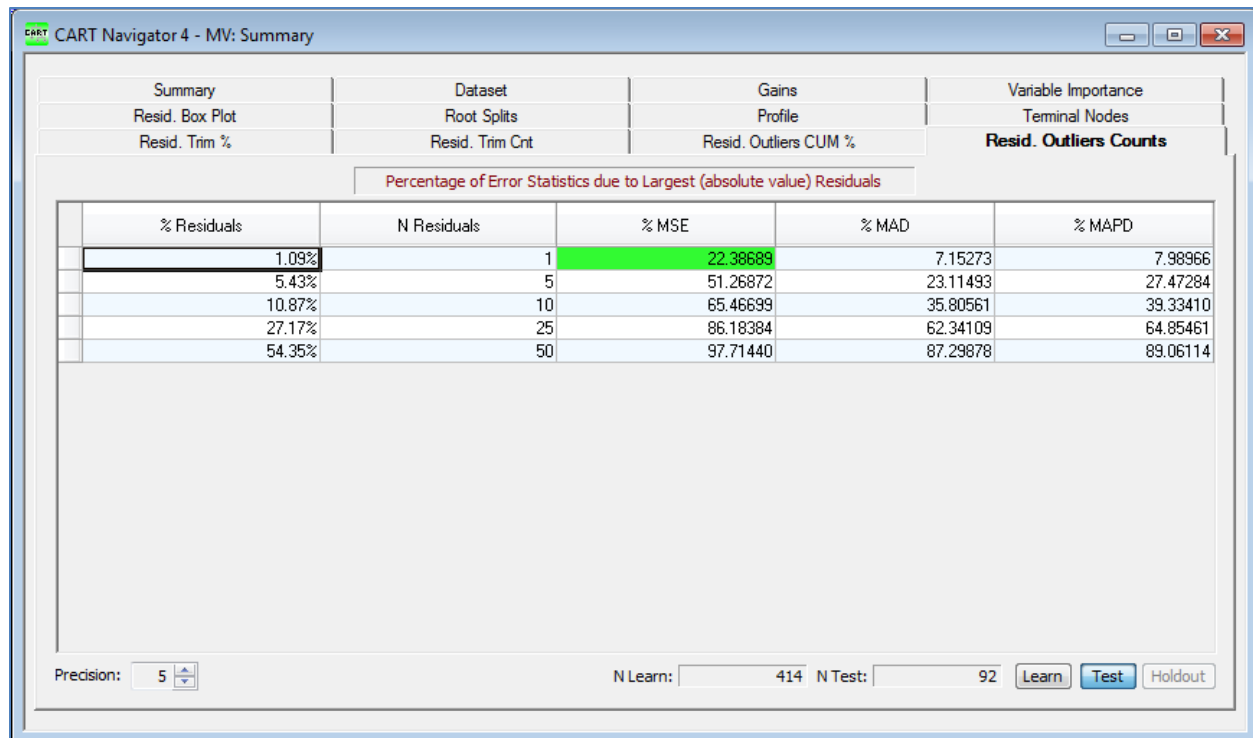 CART CART Navigator 4 - MV: Summary
Summary Dataset Gains Variable Importance
Resid. Box Plot Root Splits Profile Terminal Nodes
Resid. Trim % Resid. Trim Cnt Resid. Outliers CUM % Resid. Outliers Counts
Percentage of Error Statistics due to Largest (absolute value) Residuals
% Residuals N Residuals % MSE % MAD % MAPD
1.09% 1 22.38689 7.15273 7.98966
5.43% 5 51.26872 23.11493 27.47284
10.87% 10 65.46699 35.80561 39.33410
27.17% 25 86.18384 62.34109 64.85461
54.35% 50 97.71440 87.29878 89.06114
Precision: 5 N Learn: 414 N Test: 92 Learn Test Holdout